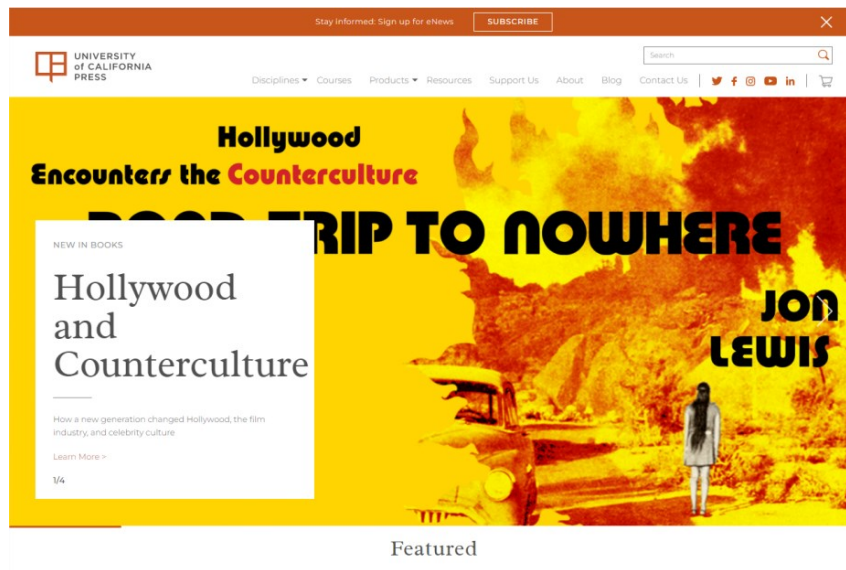 Stay informed: Sign up for eNews SUBSCRIBE
UNIVERSITY
of CALIFORNIA
PRESS
Search
Disciplines Courses Products Resources Support Us About Blog Contact Us
Hollywood
Encounters the Counterculture
ROAD TRIP TO NOWHERE
JON
LEWIS
NEW IN BOOKS
Hollywood
and
Counterculture
How a new generation changed Hollywood, the film
industry, and celebrity culture
Learn More >
1/4
Featured